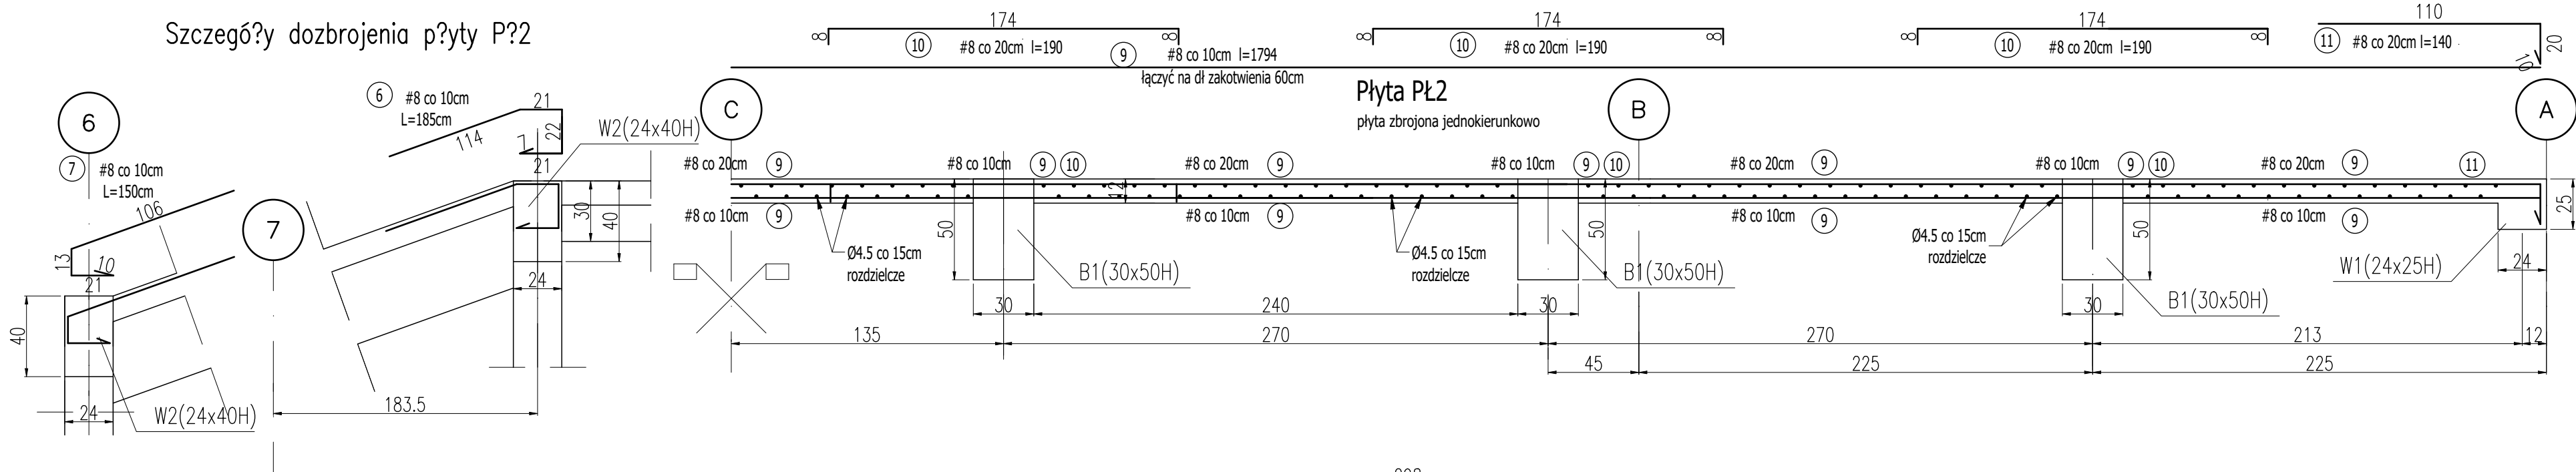 Szczegó?y dozbrojenia p?yty P?2
174
8
8
10
#8 co 20cm l=190
174
8
8
10
#8 co 20cm l=190
174
8
8
10
#8 co 20cm l=190
110
20
10
11
#8 co 20cm l=140
9
#8 co 10cm l=1794
łączyć na dł zakotwienia 60cm
Płyta PŁ2
płyta zbrojona jednokierunkowo
6
7
C
B
A
6
#8 co 10cm
L=185cm
114
21
22
7
21
W2(24x40H)
7
#8 co 10cm
L=150cm
106
13
10
21
40
24
W2(24x40H)
30
40
24
183.5
#8 co 20cm 9
#8 co 10cm 9 10
#8 co 20cm 9
#8 co 10cm 9 10
#8 co 20cm 9
#8 co 10cm 9 10
#8 co 20cm 9
11
12
#8 co 10cm 9
#8 co 10cm 9
#8 co 10cm 9
#8 co 10cm 9
50
50
50
25
Ø4.5 co 15cm
rozdzielcze
Ø4.5 co 15cm
rozdzielcze
Ø4.5 co 15cm
rozdzielcze
B1(30x50H)
B1(30x50H)
B1(30x50H)
W1(24x25H)
24
30
240
30
30
135
270
270
213
12
45
225
225